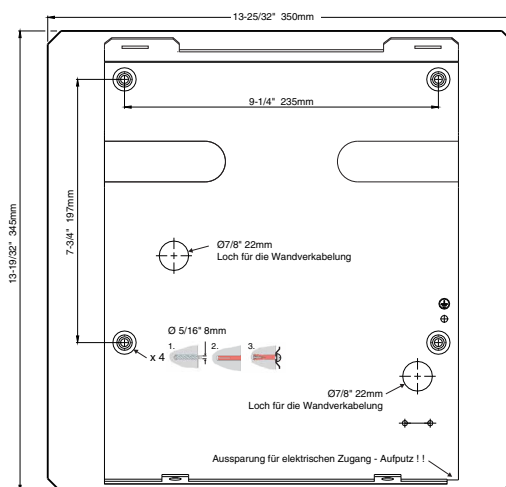 13-25/32" 350mm
9-1/4" 235mm
13-19/32" 345mm
7-3/4" 197mm
Ø7/8" 22mm
Loch für die Wandverkabelung
Ø 5/16" 8mm
1. 2. 3.
x 4
Ø7/8" 22mm
Loch für die Wandverkabelung
Aussparung für elektrischen Zugang - Aufputz ! !